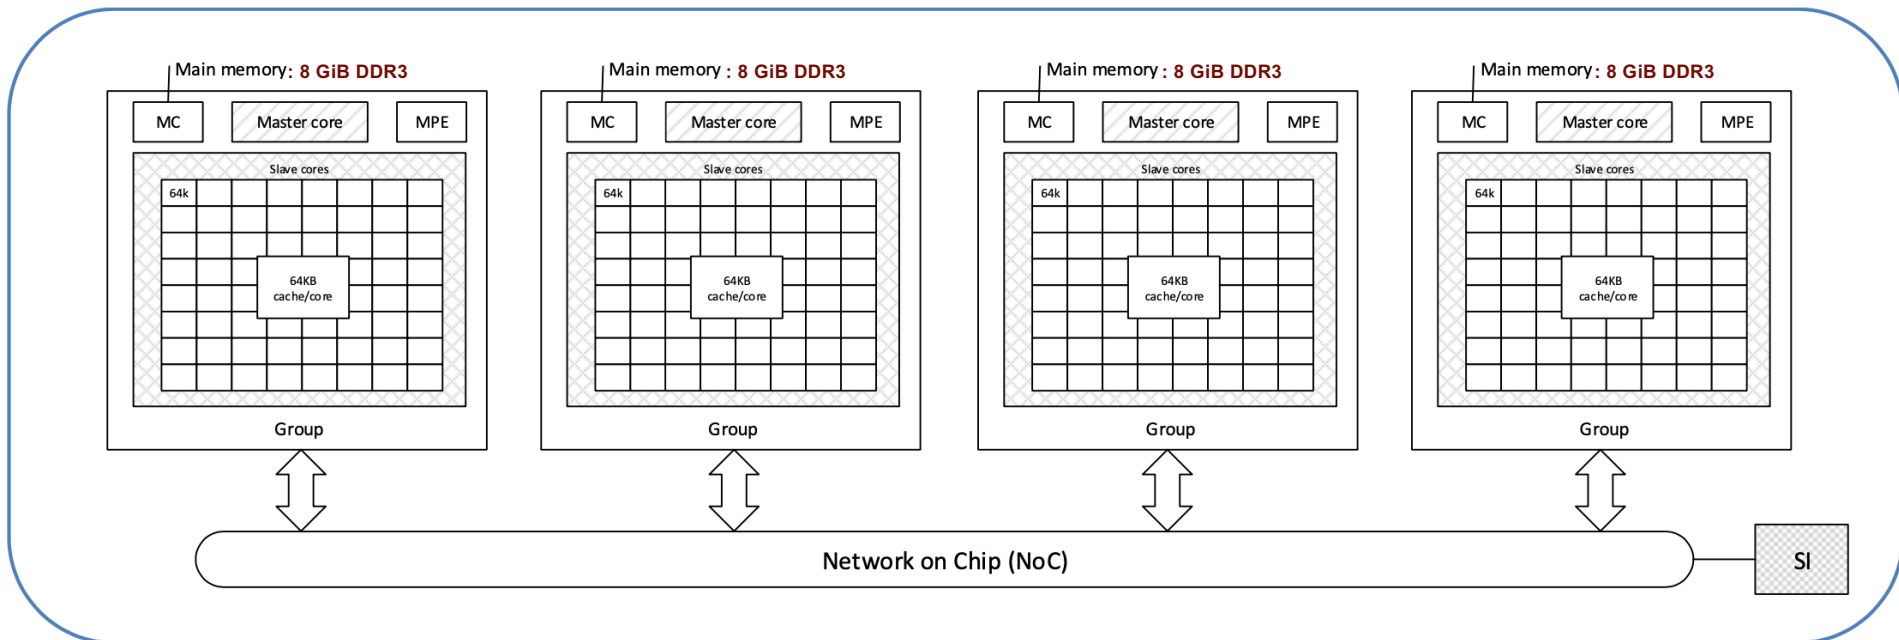 Main memory: 8 GiB DDR3
MC
Master core
MPE
Slave cores
64k
64KB
cache/core
Group
Main memory : 8 GiB DDR3
MC
Master core
MPE
Slave cores
64k
64KB
cache/core
Group
Main memory : 8 GiB DDR3
MC
Master core
MPE
Slave cores
64k
64KB
cache/core
Group
Main memory : 8 GiB DDR3
MC
Master core
MPE
Slave cores
64k
64KB
cache/core
Group
Network on Chip (NoC)
SI